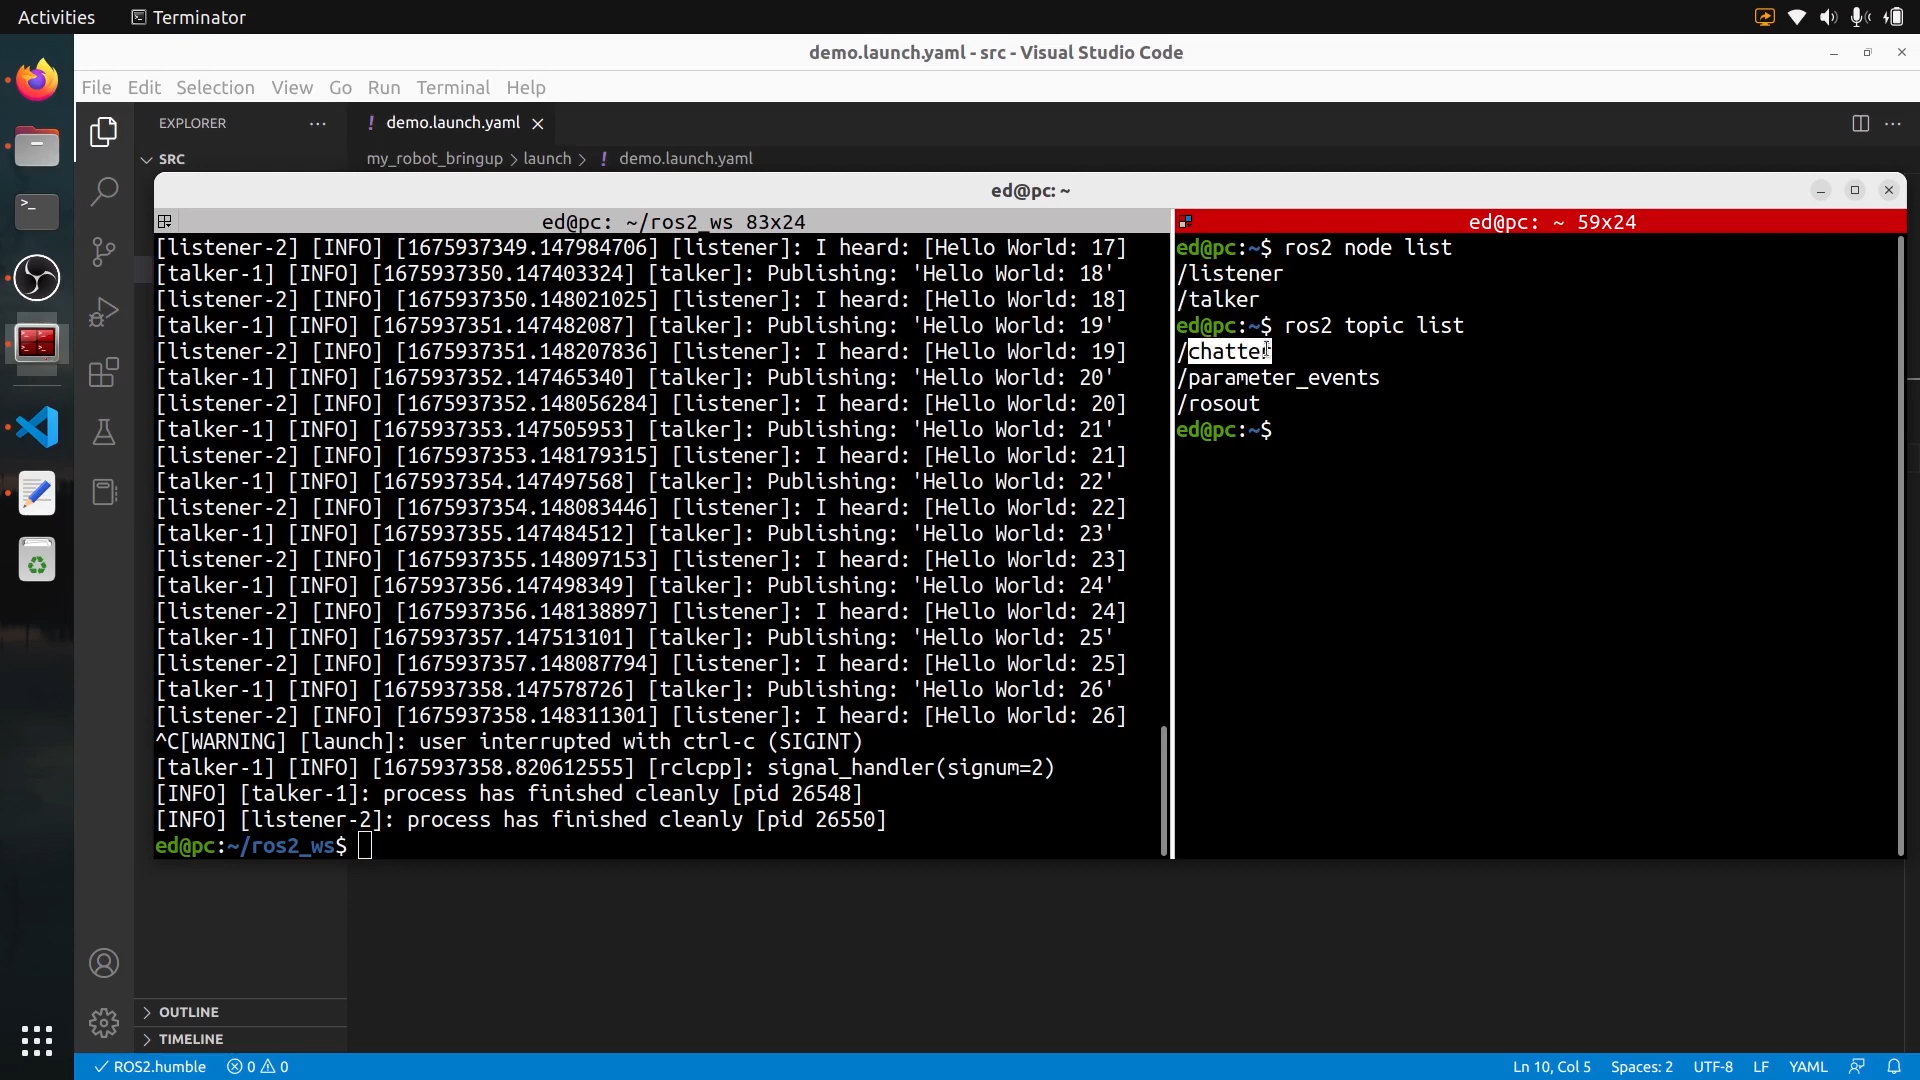 Activities Terminator
demo.launch.yaml - src - Visual Studio Code
File Edit Selection View Go Run Terminal Help
EXPLORER
! demo.launch.yaml
SRC
my_robot_bringup > launch > ! demo.launch.yaml
ed@pc: ~
ed@pc: ~/ros2_ws 83x24
[listener-2] [INFO] [1675937349.147984706] [listener]: I heard: [Hello World: 17]
[talker-1] [INFO] [1675937350.147403324] [talker]: Publishing: 'Hello World: 18'
[listener-2] [INFO] [1675937350.148021025] [listener]: I heard: [Hello World: 18]
[talker-1] [INFO] [1675937351.147482087] [talker]: Publishing: 'Hello World: 19'
[listener-2] [INFO] [1675937351.148207836] [listener]: I heard: [Hello World: 19]
[talker-1] [INFO] [1675937352.147465340] [talker]: Publishing: 'Hello World: 20'
[listener-2] [INFO] [1675937352.148056284] [listener]: I heard: [Hello World: 20]
[talker-1] [INFO] [1675937353.147505953] [talker]: Publishing: 'Hello World: 21'
[listener-2] [INFO] [1675937353.148179315] [listener]: I heard: [Hello World: 21]
[talker-1] [INFO] [1675937354.147497568] [talker]: Publishing: 'Hello World: 22'
[listener-2] [INFO] [1675937354.148083446] [listener]: I heard: [Hello World: 22]
[talker-1] [INFO] [1675937355.147484512] [talker]: Publishing: 'Hello World: 23'
[listener-2] [INFO] [1675937355.148097153] [listener]: I heard: [Hello World: 23]
[talker-1] [INFO] [1675937356.147498349] [talker]: Publishing: 'Hello World: 24'
[listener-2] [INFO] [1675937356.148138897] [listener]: I heard: [Hello World: 24]
[talker-1] [INFO] [1675937357.147513101] [talker]: Publishing: 'Hello World: 25'
[listener-2] [INFO] [1675937357.148087794] [listener]: I heard: [Hello World: 25]
[talker-1] [INFO] [1675937358.147578726] [talker]: Publishing: 'Hello World: 26'
[listener-2] [INFO] [1675937358.148311301] [listener]: I heard: [Hello World: 26]
^C[WARNING] [launch]: user interrupted with ctrl-c (SIGINT)
[talker-1] [INFO] [1675937358.820612555] [rclcpp]: signal_handler(signum=2)
[INFO] [talker-1]: process has finished cleanly [pid 26548]
[INFO] [listener-2]: process has finished cleanly [pid 26550]
ed@pc:~/ros2_ws$
ed@pc: ~ 59x24
ed@pc:~$ ros2 node list
/listener
/talker
ed@pc:~$ ros2 topic list
/chatter
/parameter_events
/rosout
ed@pc:~$
OUTLINE
TIMELINE
ROS2.humble 0 0 Ln 10, Col 5 Spaces: 2 UTF-8 LF YAML